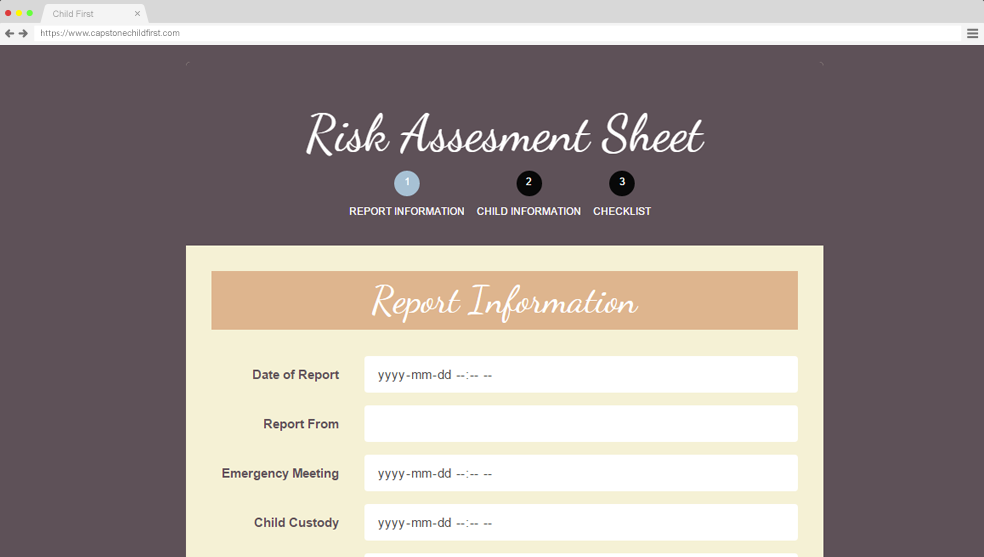 Child First
https://www.capstonechildfirst.com
Risk Assesment Sheet
1 2 3
REPORT INFORMATION CHILD INFORMATION CHECKLIST
Report Information
Date of Report yyyy-mm-dd --:-- --
Report From
Emergency Meeting yyyy-mm-dd --:-- --
Child Custody yyyy-mm-dd --:-- --